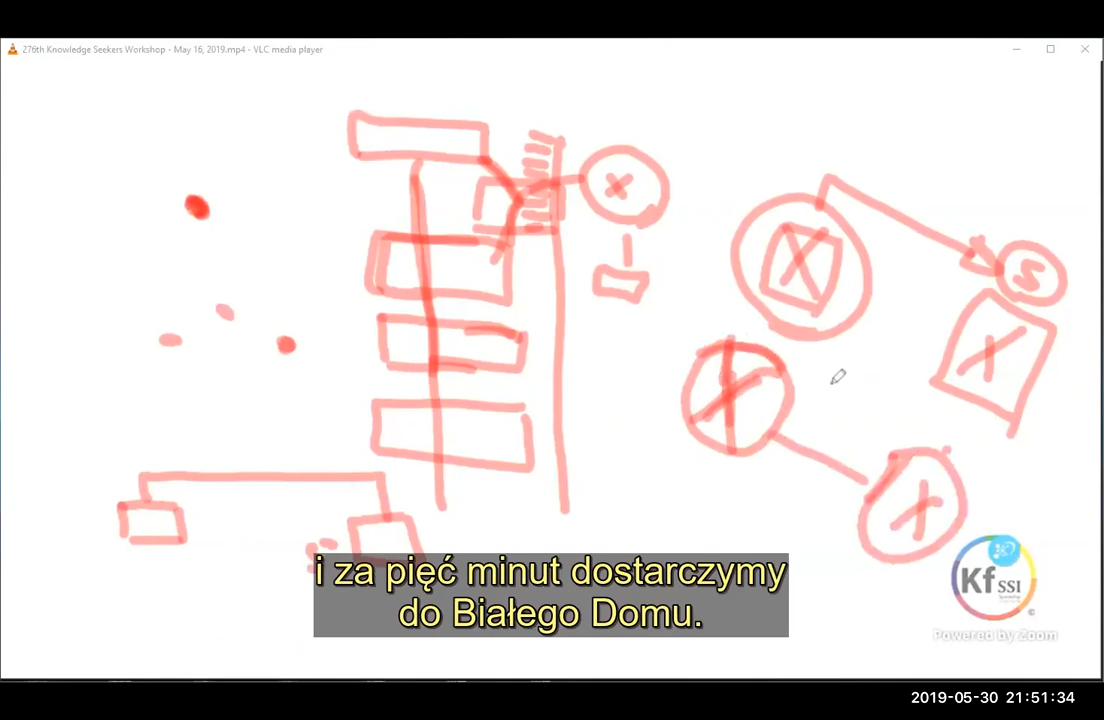 276th Knowledge Seekers Workshop - May 16, 2019.mp4 - VLC media player
x
X
S
X
X
X
i za pięć minut dostarczymy
do Białego Domu.
Kf SSI
Powered by Zoom
2019-05-30 21:51:34